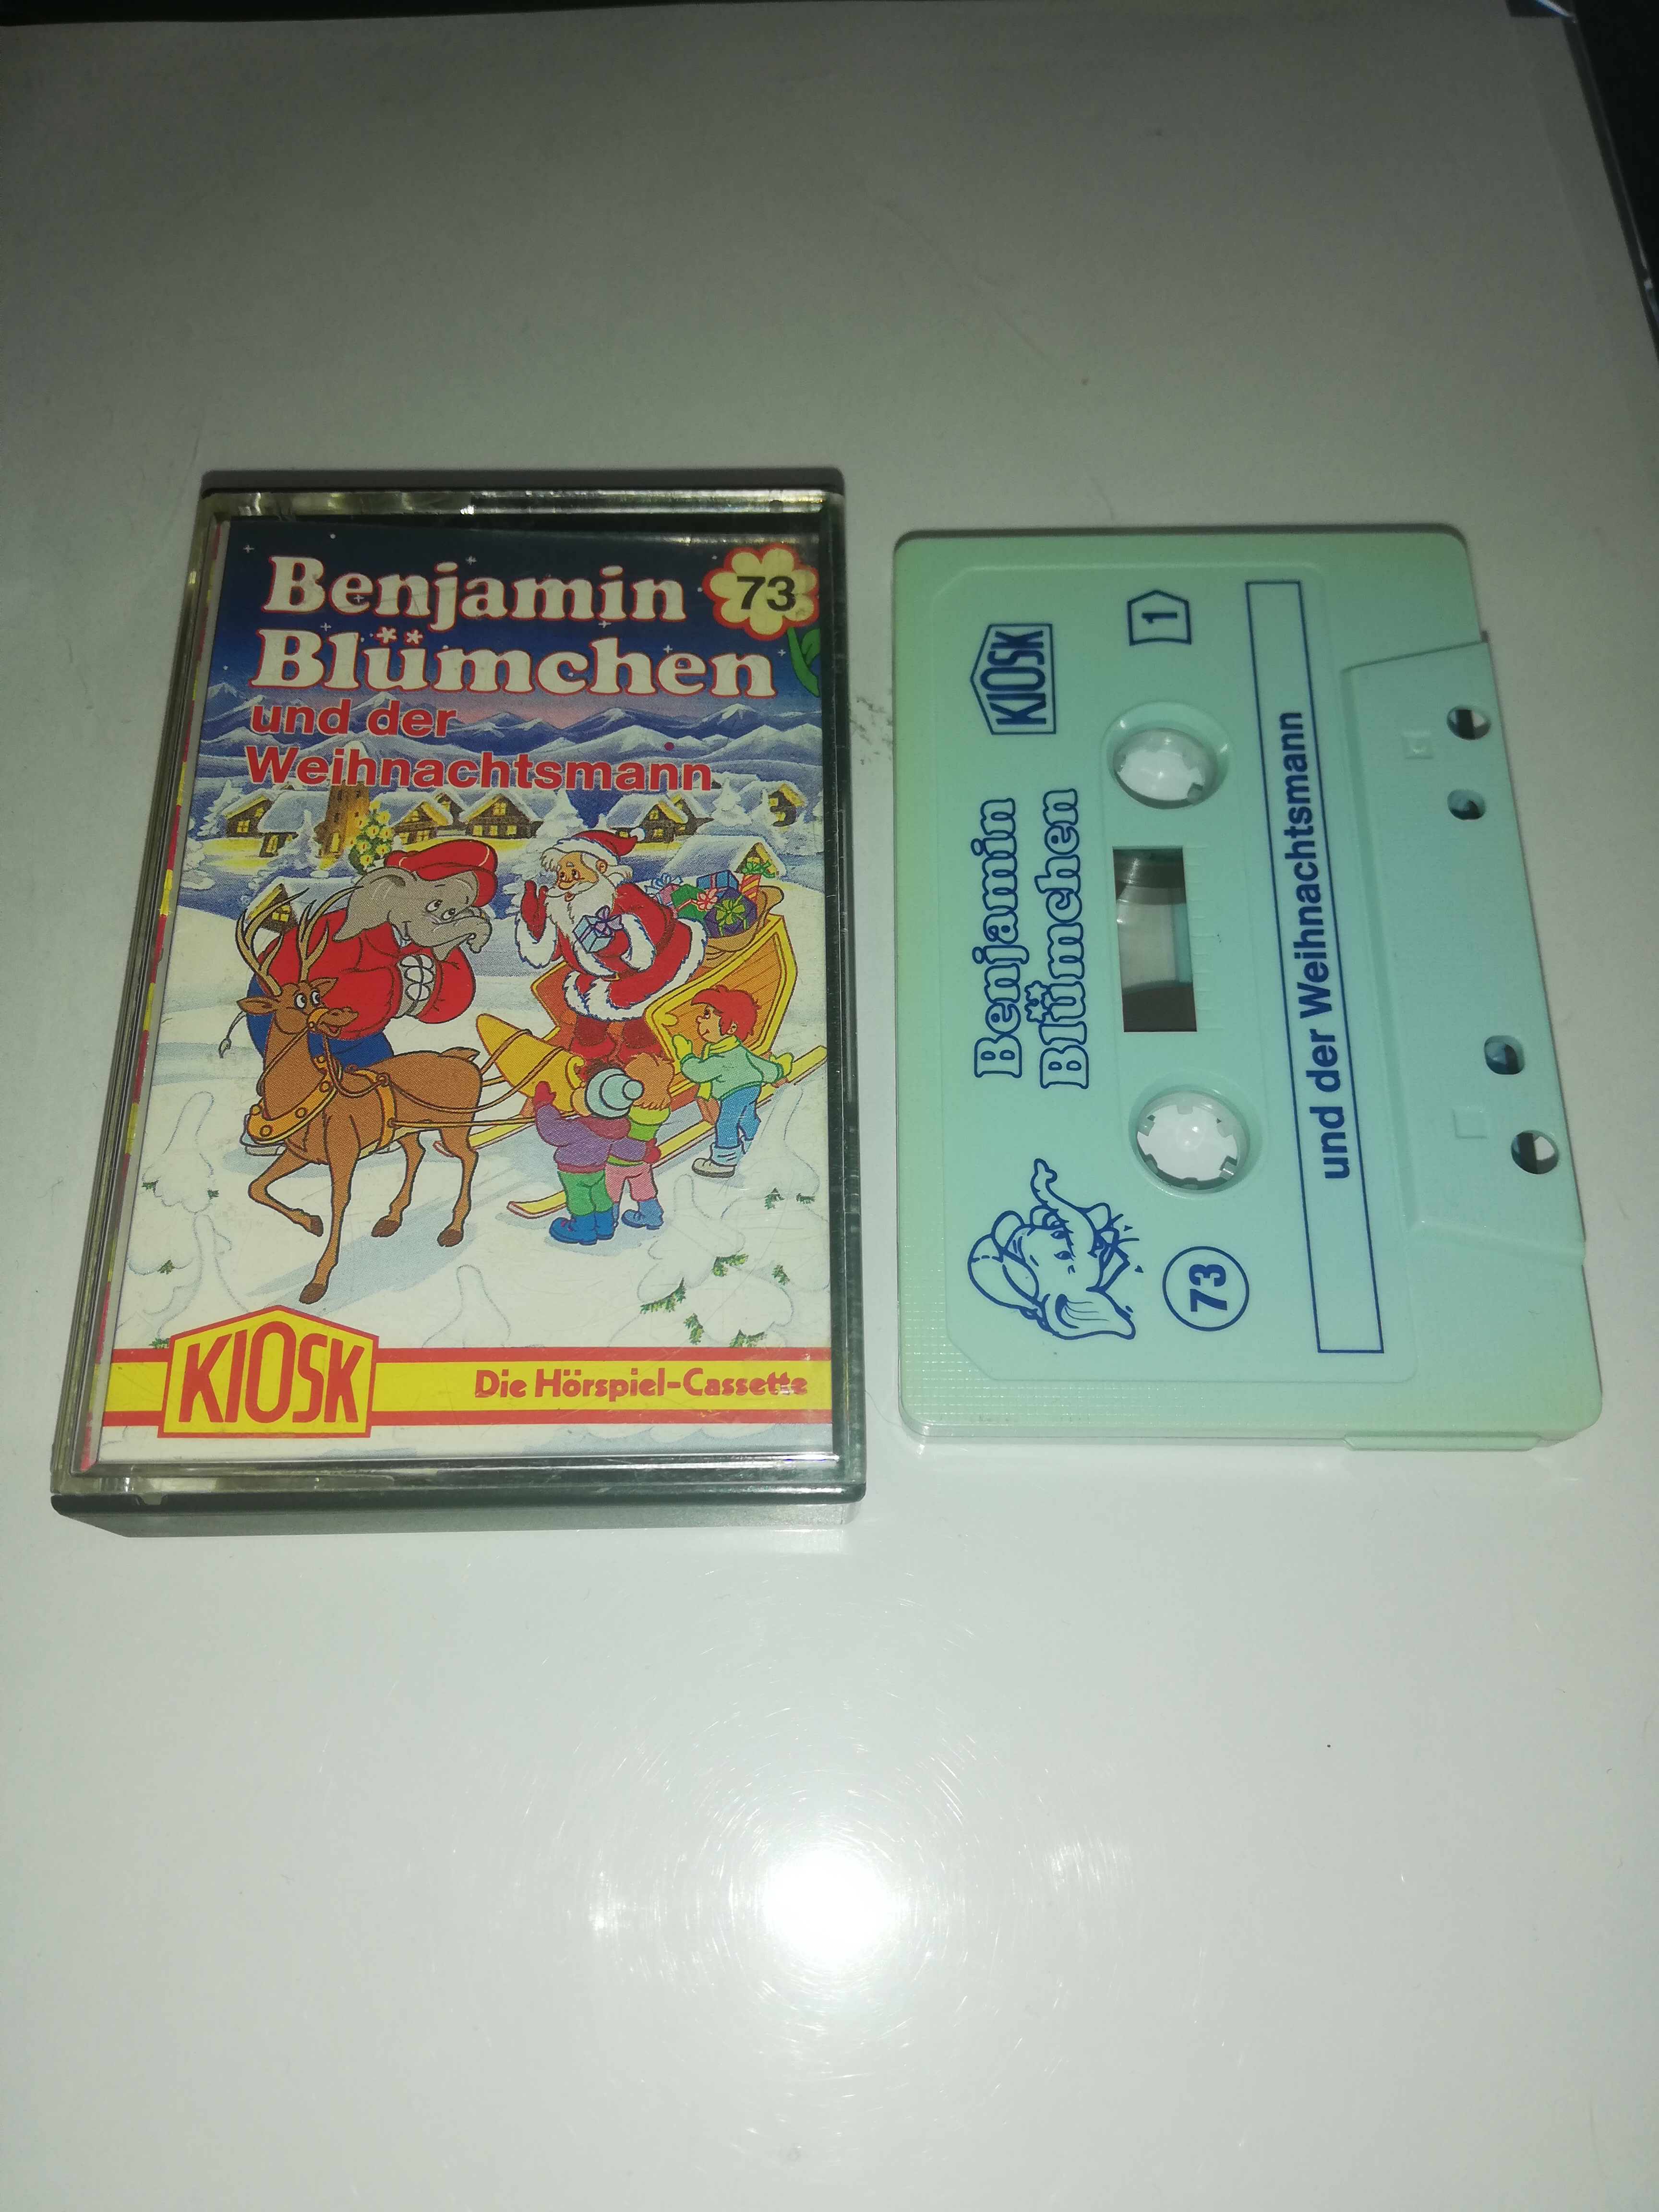 Benjamin
73
Blümchen
und der
Weihnachtsmann
KIOSK
Die Hörspiel-Cassette
KIOSK
1
Benjamin
Blümchen
73
und der Weihnachtsmann